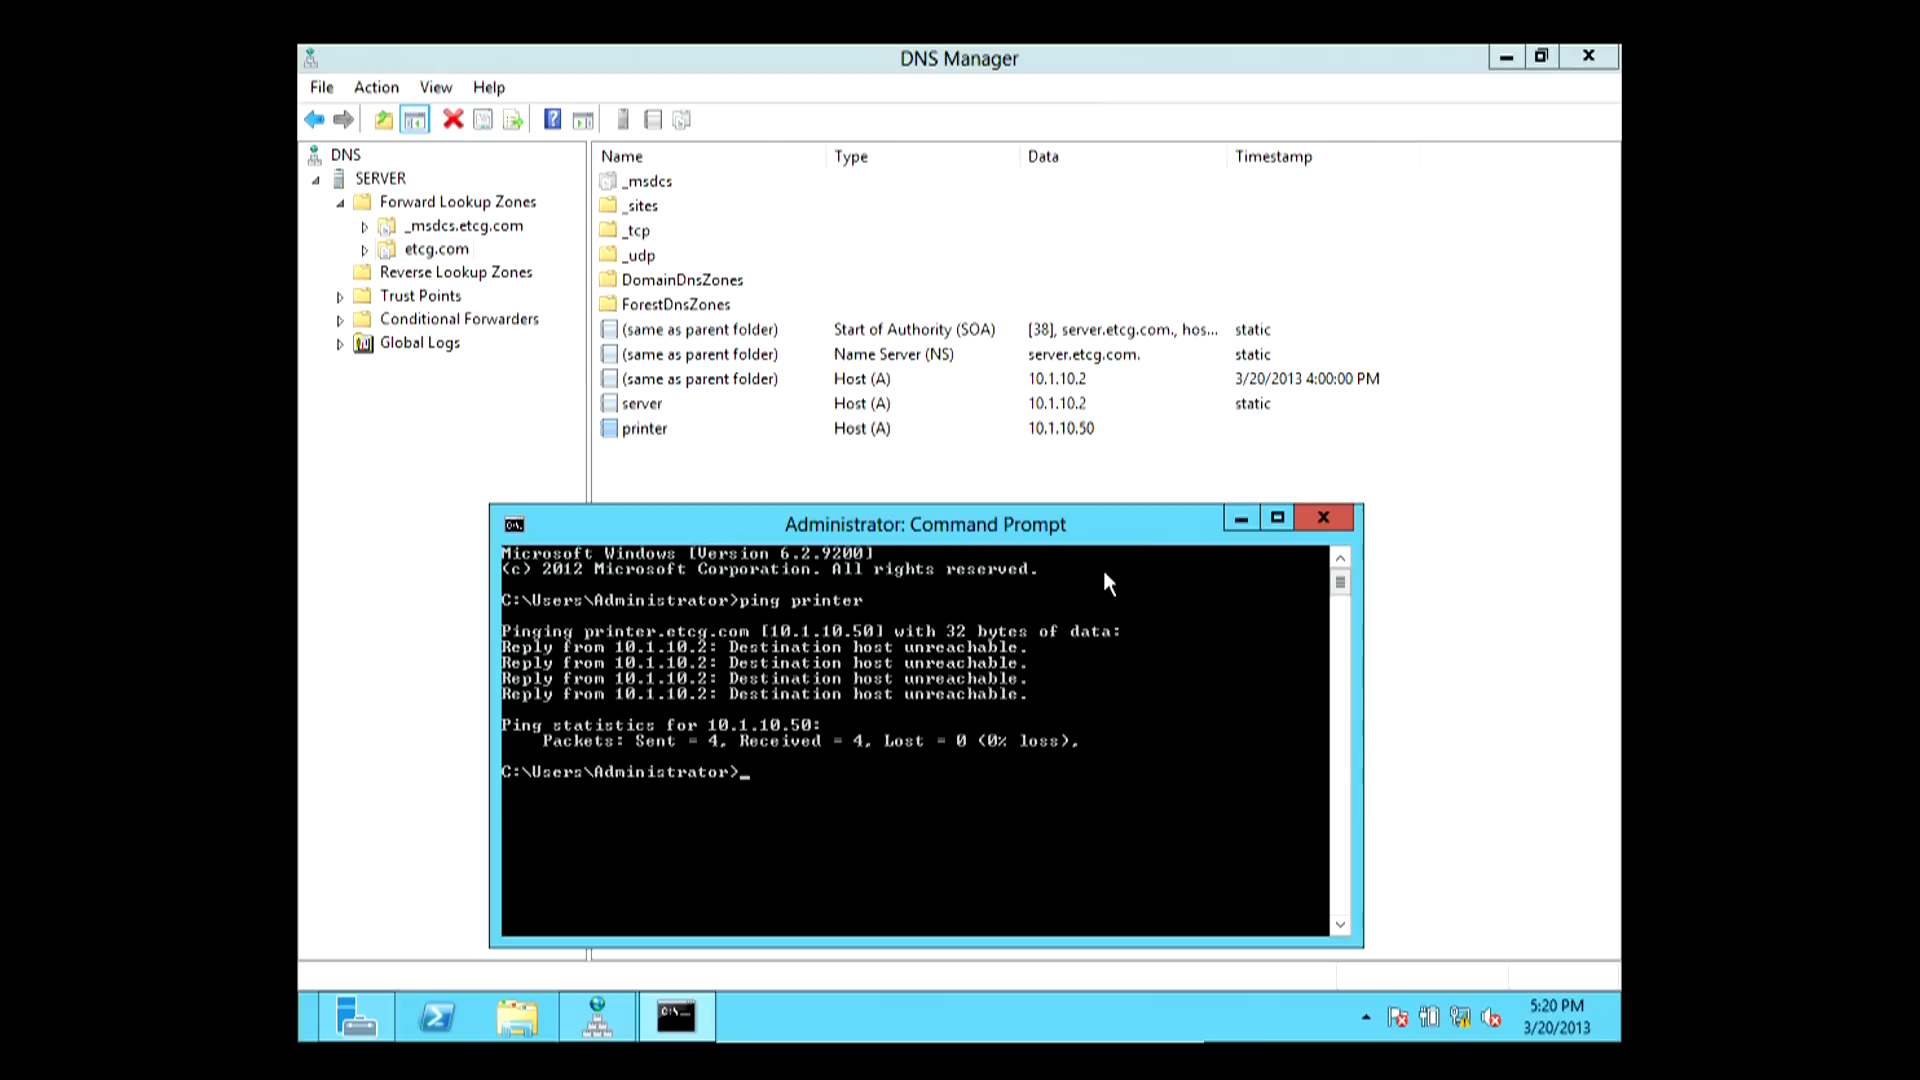 DNS Manager
File Action View Help
DNS
SERVER
Forward Lookup Zones
_msdcs.etcg.com
etcg.com
Reverse Lookup Zones
Trust Points
Conditional Forwarders
Global Logs
Name Type Data Timestamp
_msdcs
_sites
_tcp
_udp
DomainDnsZones
ForestDnsZones
(same as parent folder) Start of Authority (SOA) [38], server.etcg.com., hos... static
(same as parent folder) Name Server (NS) server.etcg.com. static
(same as parent folder) Host (A) 10.1.10.2 3/20/2013 4:00:00 PM
server Host (A) 10.1.10.2 static
printer Host (A) 10.1.10.50
Administrator: Command Prompt
Microsoft Windows [Version 6.2.9200]
(c) 2012 Microsoft Corporation. All rights reserved.
C:\Users\Administrator>ping printer
Pinging printer.etcg.com [10.1.10.50] with 32 bytes of data:
Reply from 10.1.10.2: Destination host unreachable.
Reply from 10.1.10.2: Destination host unreachable.
Reply from 10.1.10.2: Destination host unreachable.
Reply from 10.1.10.2: Destination host unreachable.
Ping statistics for 10.1.10.50:
Packets: Sent = 4, Received = 4, Lost = 0 (0% loss),
C:\Users\Administrator>_
5:20 PM
3/20/2013